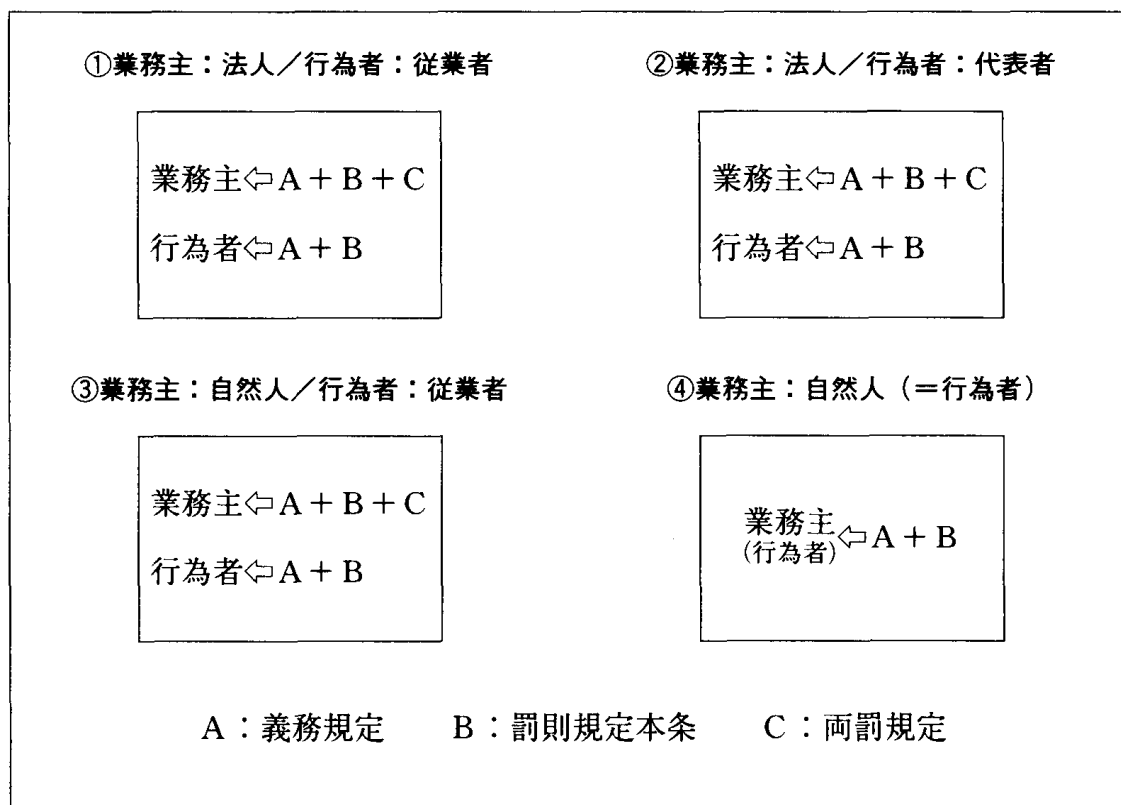 ①業務主：法人／行為者：従業者
業務主⇦A＋B＋C
行為者⇦A＋B
②業務主：法人／行為者：代表者
業務主⇦A＋B＋C
行為者⇦A＋B
③業務主：自然人／行為者：従業者
業務主⇦A＋B＋C
行為者⇦A＋B
④業務主：自然人（＝行為者）
業務主⇦A＋B
(行為者)
A：義務規定　B：罰則規定本条　C：両罰規定